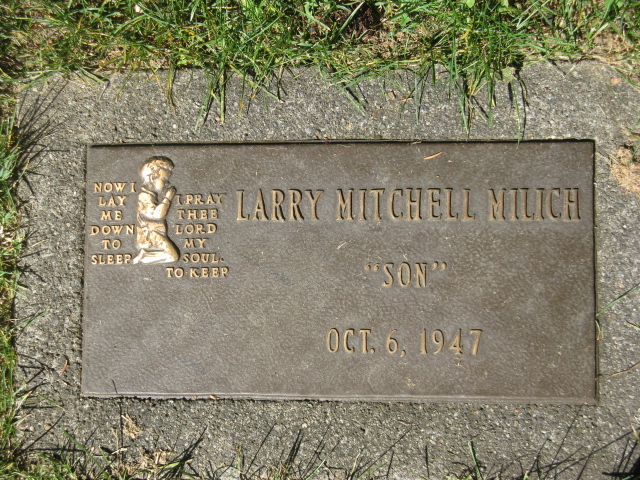 NOW I
LAY
ME
DOWN
TO
SLEEP
I PRAY
THEE
LORD
MY
SOUL
TO KEEP
LARRY MITCHELL MILICH
"SON"
OCT. 6, 1947